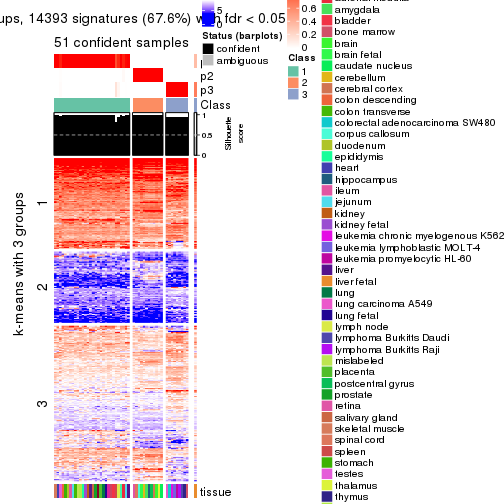 ups, 14393 signatures (67.6%) with fdr < 0.05
51 confident samples
p2
p3
Class
1
0.5
0
Silhouette
score
1
2
3
k-means with 3 groups
tissue
5
0
Status (barplots)
confident
ambiguous
0.6
0.4
0.2
0
Class
1
2
3
amygdala
bladder
bone marrow
brain
brain fetal
caudate nucleus
cerebellum
cerebral cortex
colon descending
colon transverse
colorectal adenocarcinoma SW480
corpus callosum
duodenum
epididymis
heart
hippocampus
ileum
jejunum
kidney
kidney fetal
leukemia chronic myelogenous K562
leukemia lymphoblastic MOLT-4
leukemia promyelocytic HL-60
liver
liver fetal
lung
lung carcinoma A549
lung fetal
lymph node
lymphoma Burkitts Daudi
lymphoma Burkitts Raji
mislabeled
placenta
postcentral gyrus
prostate
retina
salivary gland
skeletal muscle
spinal cord
spleen
stomach
testes
thalamus
thymus